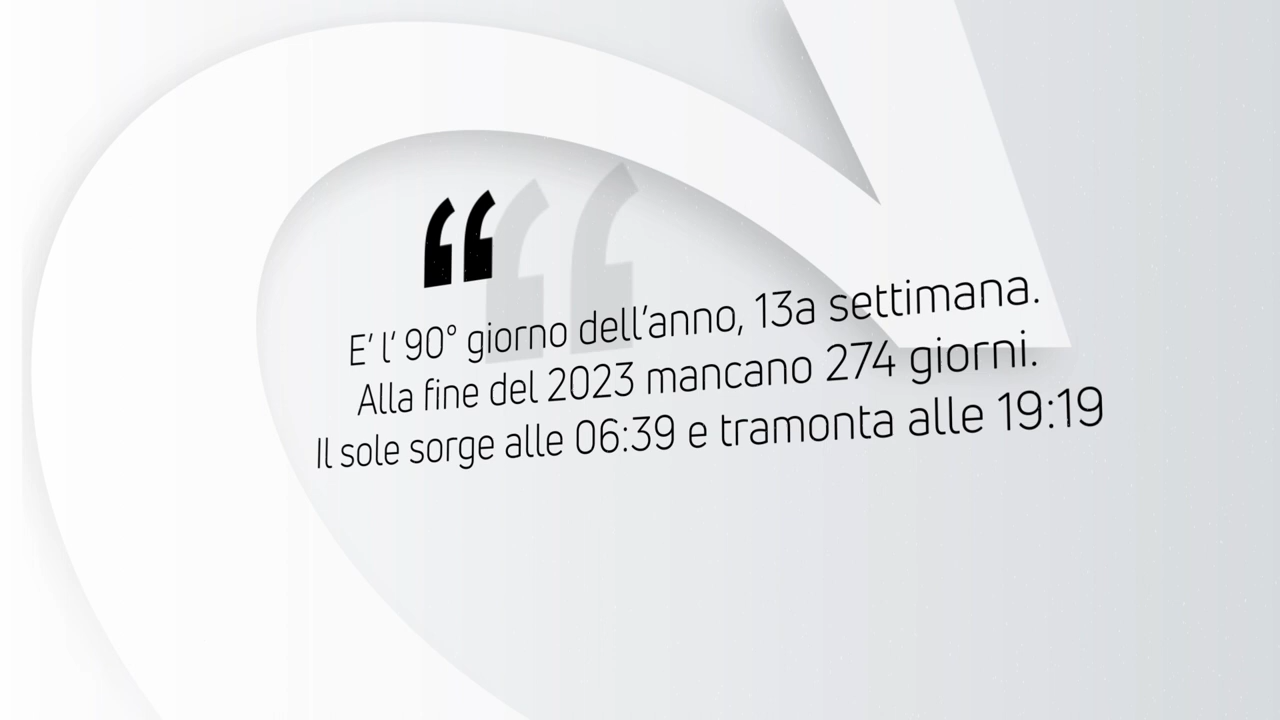 “
E’ l’ 90° giorno dell’anno, 13a settimana.
Alla fine del 2023 mancano 274 giorni.
Il sole sorge alle 06:39 e tramonta alle 19:19